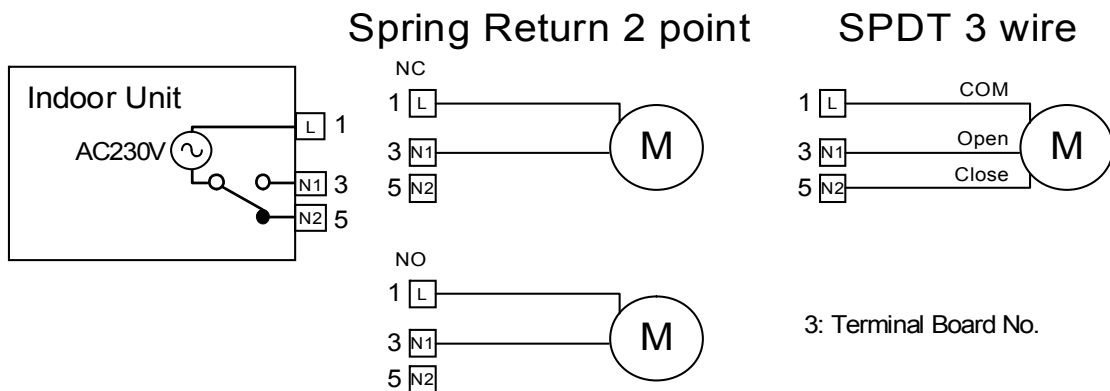 Spring Return 2 point
SPDT 3 wire
Indoor Unit
AC230V
L 1
N1 3
N2 5
NC
1 L
3 N1
5 N2
M
NO
1 L
3 N1
5 N2
M
1 L COM
3 N1 Open
5 N2 Close
M
3: Terminal Board No.